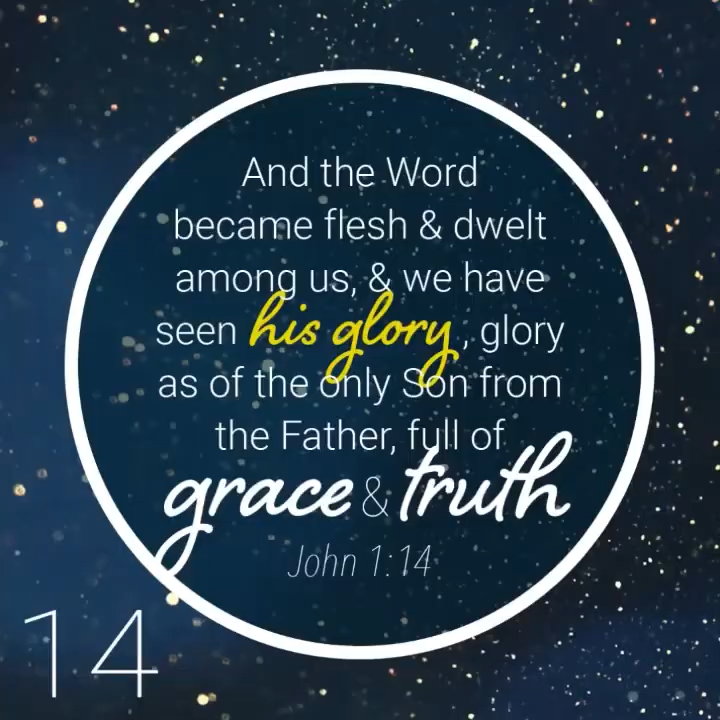 And the Word
became flesh & dwelt
among us, & we have
seen his glory, glory
as of the only Son from
the Father, full of
grace & truth
John 1:14
14